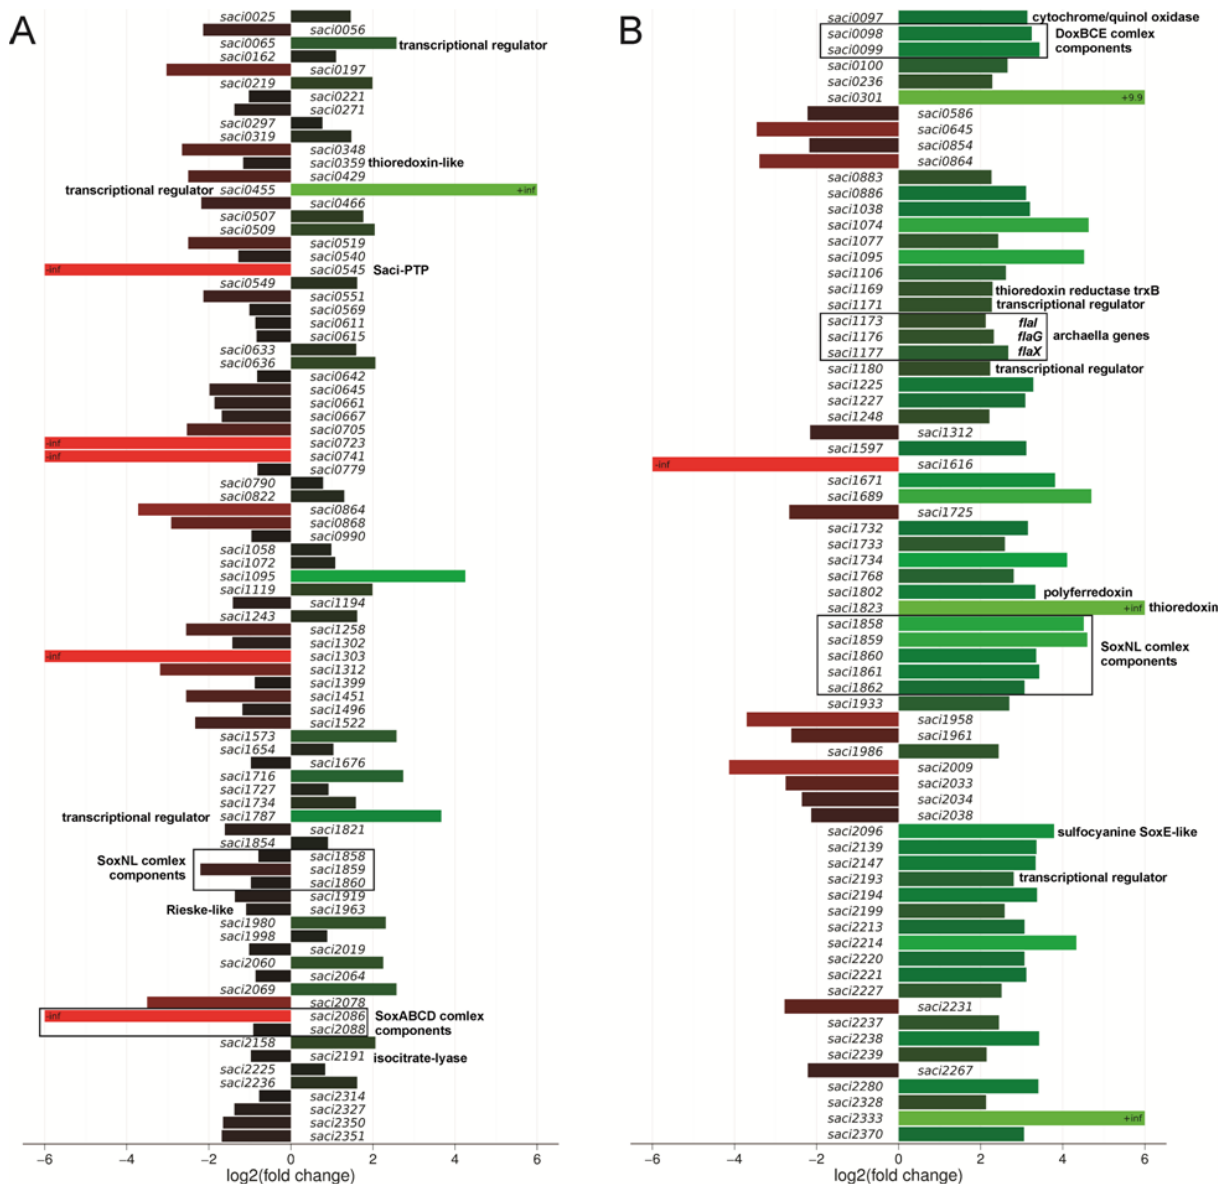 A
saci0025
saci0056
saci0065 transcriptional regulator
saci0162
saci0197
saci0219
saci0221
saci0271
saci0297
saci0319
saci0348
saci0359 thioredoxin-like
saci0429
transcriptional regulator saci0455 +inf
saci0466
saci0507
saci0509
saci0519
saci0540
-inf saci0545 Saci-PTP
saci0549
saci0551
saci0569
saci0611
saci0615
saci0633
saci0636
saci0642
saci0645
saci0661
saci0667
saci0705
-inf saci0723
-inf saci0741
saci0779
saci0790
saci0822
saci0864
saci0868
saci0990
saci1058
saci1072
saci1095
saci1119
saci1194
saci1243
saci1258
saci1302
-inf saci1303
saci1312
saci1399
saci1451
saci1496
saci1522
saci1573
saci1654
saci1676
saci1716
saci1727
saci1734
transcriptional regulator saci1787
saci1821
saci1854
SoxNL comlex
components
saci1858
saci1859
saci1860
saci1919
Rieske-like saci1963
saci1980
saci1998
saci2019
saci2060
saci2064
saci2069
saci2078
-inf saci2086
saci2088
SoxABCD comlex
components
saci2158
saci2191 isocitrate-lyase
saci2225
saci2236
saci2314
saci2327
saci2350
saci2351
−6 −4 −2 0 2 4 6
log2(fold change)
B
saci0097 cytochrome/quinol oxidase
saci0098
saci0099
DoxBCE comlex
components
saci0100
saci0236
saci0301 +9.9
saci0586
saci0645
saci0854
saci0864
saci0883
saci0886
saci1038
saci1074
saci1077
saci1095
saci1106
saci1169 thioredoxin reductase trxB
saci1171 transcriptional regulator
saci1173 flaI
saci1176 flaG archaella genes
saci1177 flaX
saci1180 transcriptional regulator
saci1225
saci1227
saci1248
saci1312
saci1597
-inf saci1616
saci1671
saci1689
saci1725
saci1732
saci1733
saci1734
saci1768
saci1802 polyferredoxin
saci1823 +inf thioredoxin
saci1858
saci1859
saci1860
saci1861
saci1862
SoxNL comlex
components
saci1933
saci1958
saci1961
saci1986
saci2009
saci2033
saci2034
saci2038
saci2096 sulfocyanine SoxE-like
saci2139
saci2147
saci2193 transcriptional regulator
saci2194
saci2199
saci2213
saci2214
saci2220
saci2221
saci2227
saci2231
saci2237
saci2238
saci2239
saci2267
saci2280
saci2328
saci2333 +inf
saci2370
−6 −4 −2 0 2 4 6
log2(fold change)